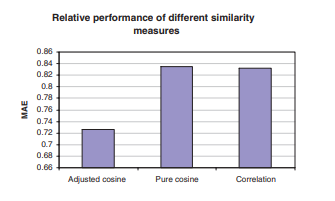 Relative performance of different similarity
measures
0.86
0.84
0.82
0.8
0.78
0.76
0.74
0.72
0.7
0.68
0.66
MAE
Adjusted cosine Pure cosine Correlation